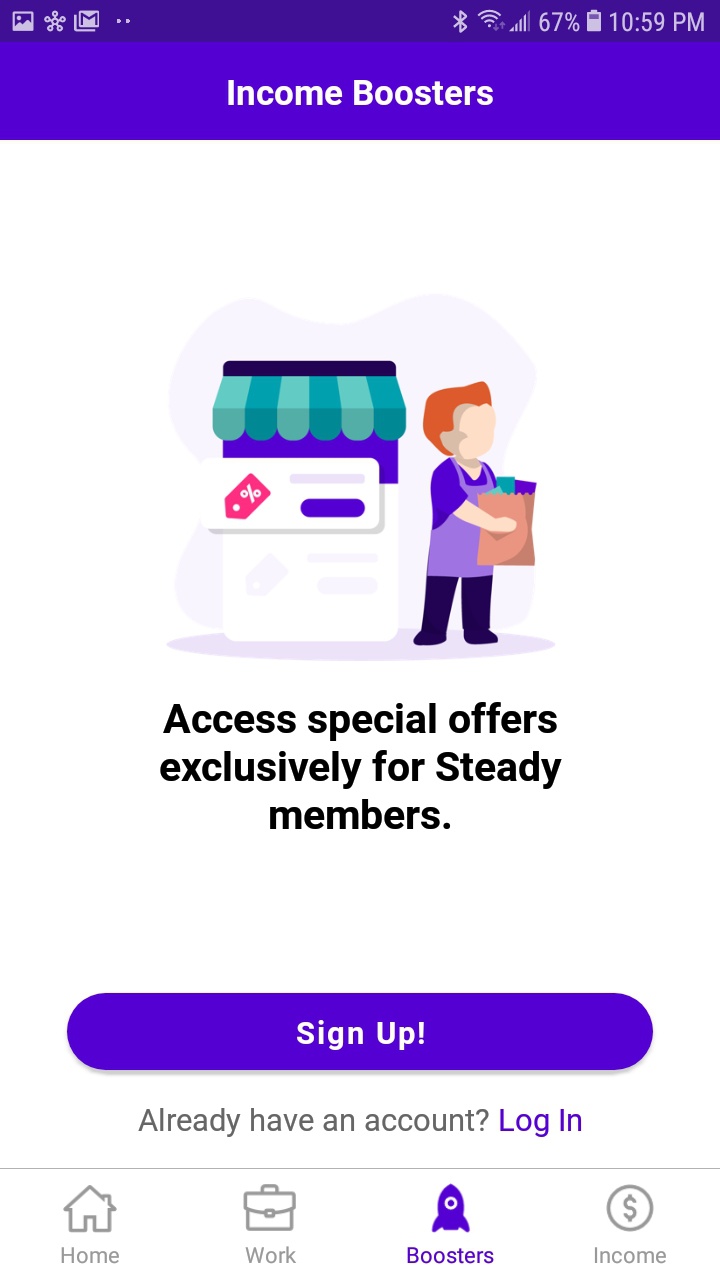 67% 10:59 PM
Income Boosters
%
Access special offers
exclusively for Steady
members.
Sign Up!
Already have an account? Log In
Home Work Boosters Income